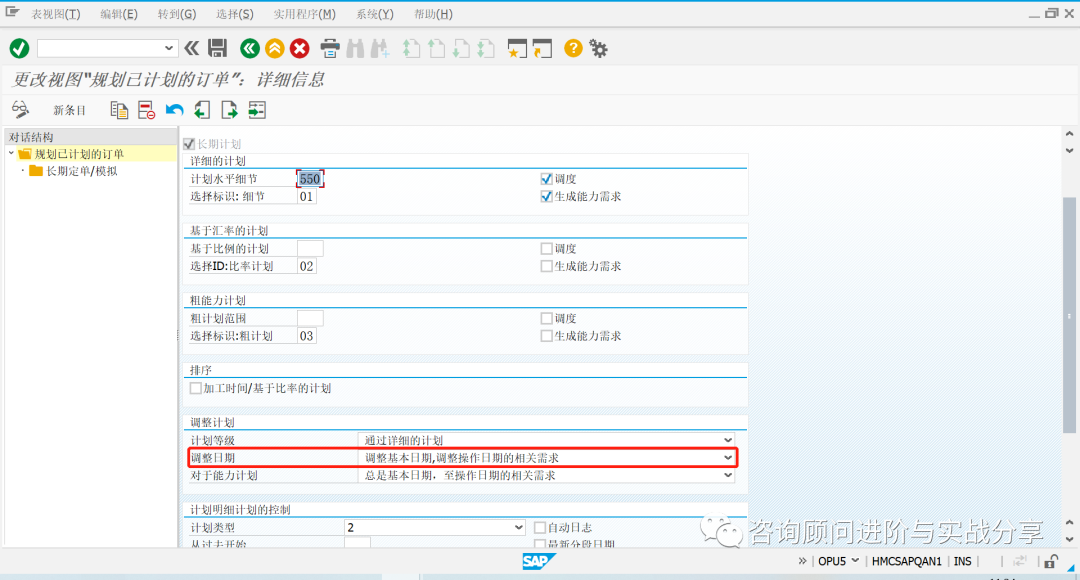 表视图(T) 编辑(E) 转到(G) 选择(S) 实用程序(M) 系统(Y) 帮助(H)
更改视图"规划已计划的订单": 详细信息
新条目
对话结构
规划已计划的订单
长期定单/模拟
长期计划
详细的计划
计划水平细节 550 调度
选择标识: 细节 01 生成能力需求
基于汇率的计划
基于比例的计划 调度
选择ID:比率计划 02 生成能力需求
粗能力计划
粗计划范围 调度
选择标识:粗计划 03 生成能力需求
排序
加工时间/基于比率的计划
调整计划
计划等级 通过详细的计划
调整日期 调整基本日期,调整操作日期的相关需求
对于能力计划 总是基本日期, 至操作日期的相关需求
计划明细计划的控制
计划类型 2 自动日志
从过去开始 最新分段日期
咨询顾问进阶与实战分享
SAP » OPU5 HMCSAPQAN1 INS